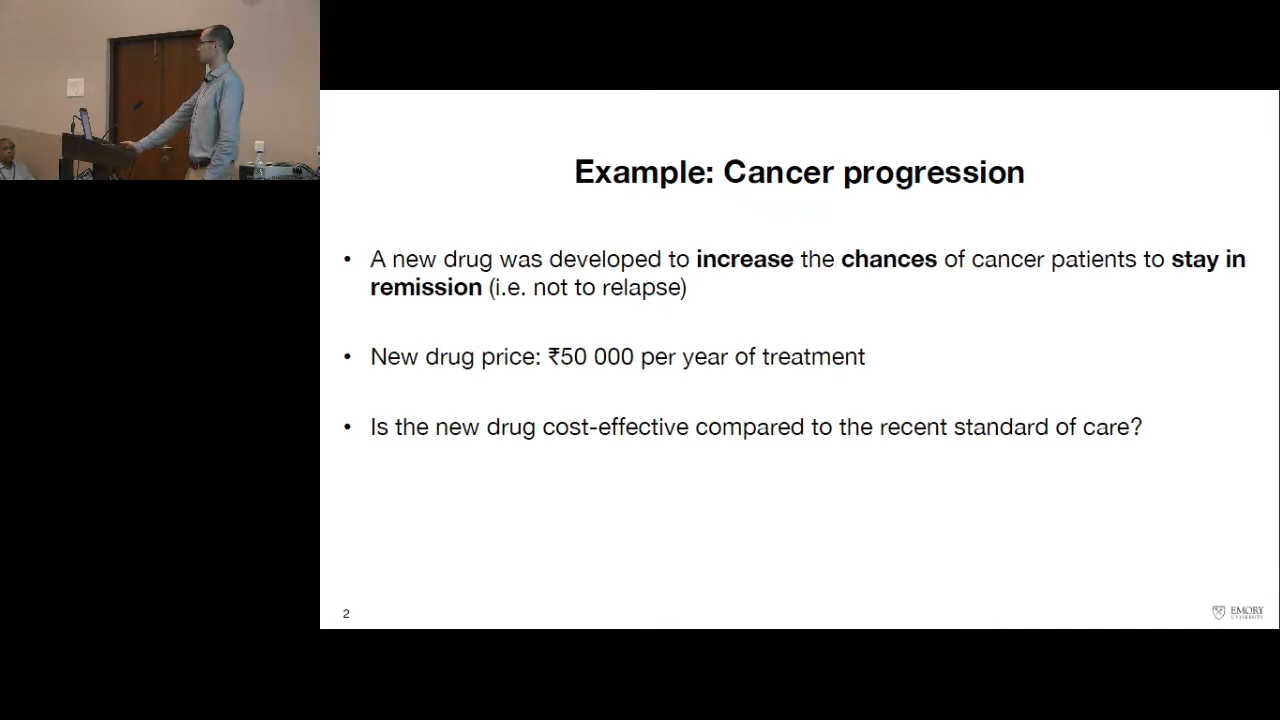 Example: Cancer progression
• A new drug was developed to increase the chances of cancer patients to stay in
remission (i.e. not to relapse)
• New drug price: ₹50 000 per year of treatment
• Is the new drug cost-effective compared to the recent standard of care?
2
EMORY
UNIVERSITY